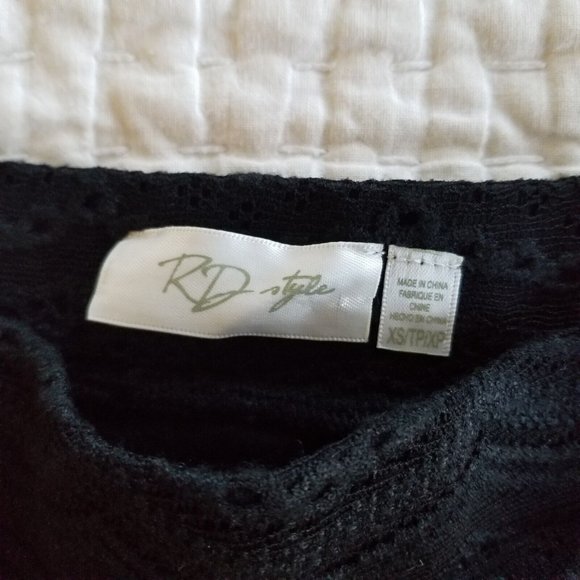 RD style
MADE IN CHINA
FABRIQUE EN
CHINE
HECHO EN CHINA
XS/TP/XP